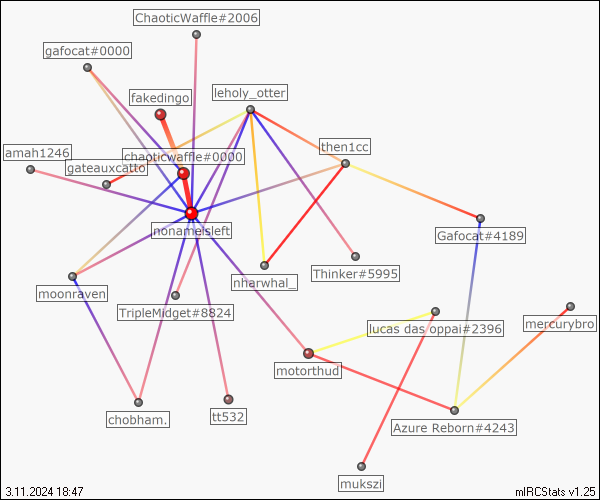 ChaoticWaffle#2006
gafocat#0000
leholy_otter
fakedingo
then1cc
amah1246
chaoticwaffle#0000
gateauxcatto
nonameisleft
Gafocat#4189
Thinker#5995
nharwhal_
moonraven
TripleMidget#8824
lucas das oppai#2396
mercurybro
motorthud
chobham.
tt532
Azure Reborn#4243
mukszi
3.11.2024 18:47
mIRCStats v1.25